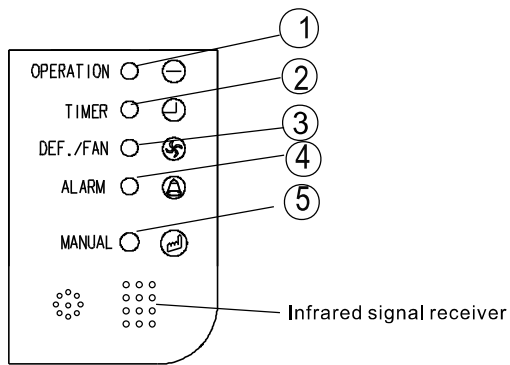 1
OPERATION
2
TIMER
3
DEF./FAN
4
ALARM
5
MANUAL
Infrared signal receiver